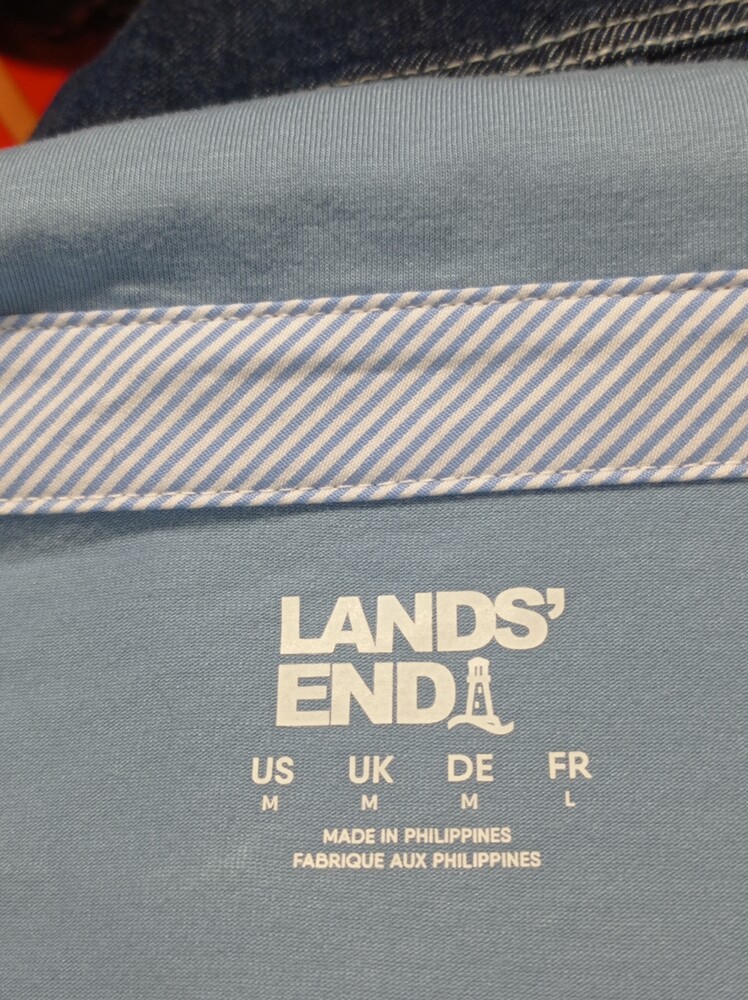 LANDS'
END
US UK DE FR
M M M L
MADE IN PHILIPPINES
FABRIQUE AUX PHILIPPINES